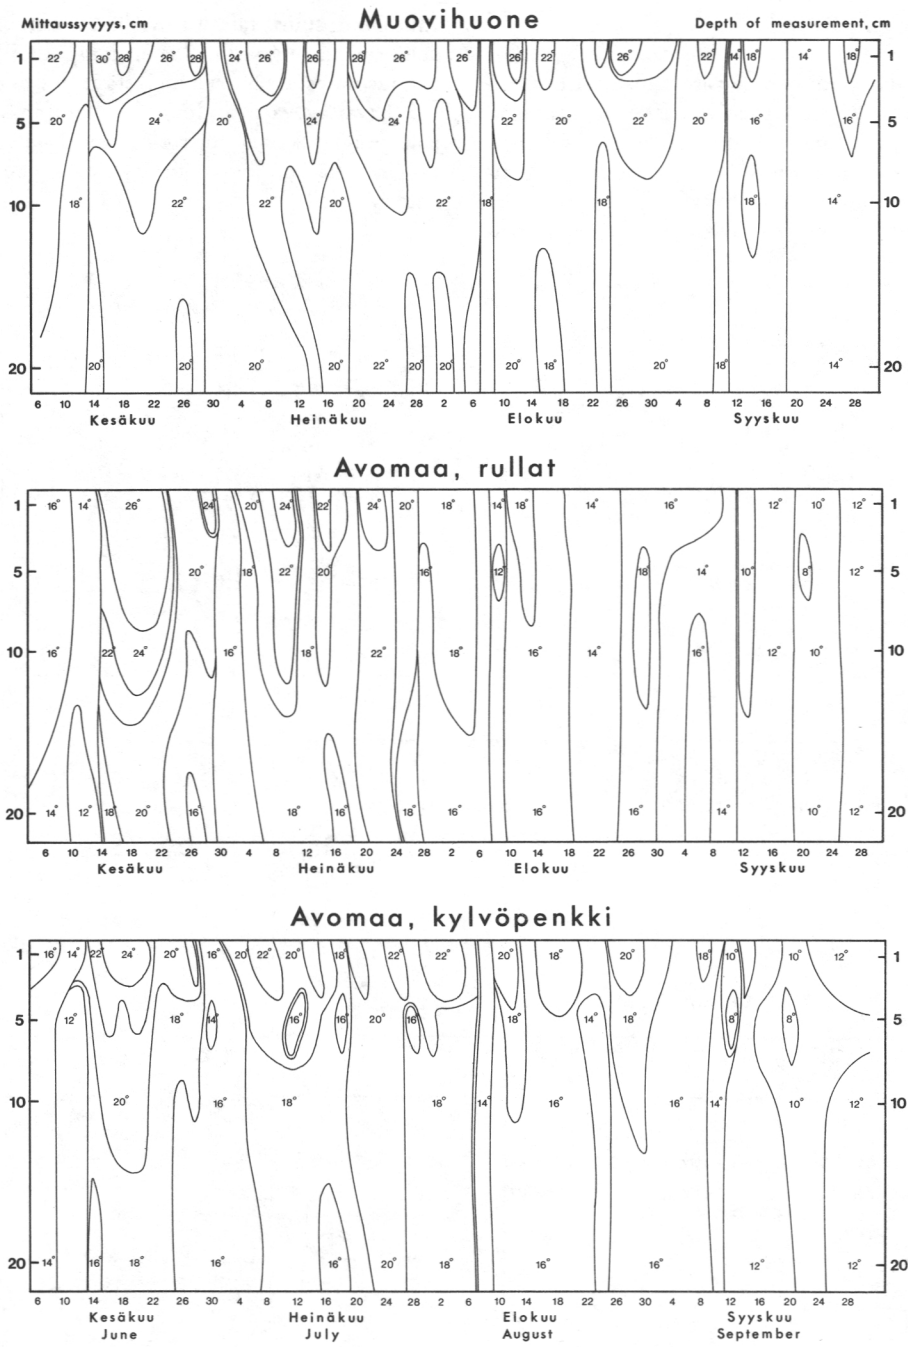 Muovihuone
Mittaussyvyys, cm
Depth of measurement, cm
1 22° 30° 28° 26° 28° 24° 26° 26° 20° 26° 26° 26° 22° 26° 22° 14° 18° 14° 18° 1
5 20° 24° 20° 24° 24° 22° 20° 22° 20° 16° 16° 5
10 18° 22° 22° 20° 22° 18° 18° 18° 14° 10
20 20° 20° 20° 20° 22° 20° 20° 20° 18° 20° 18° 14° 20
6 10 14 18 22 26 30 4 8 12 16 20 24 28 2 6 10 14 18 22 26 30 4 8 12 16 20 24 28
Kesäkuu Heinäkuu Elokuu Syyskuu
Avomaa, rullat
1 16° 14° 26° 24° 20° 24° 22° 24° 20° 18° 14° 18° 14° 16° 12° 10° 12° 1
5 20° 18° 22° 20° 16° 12° 18° 14° 10° 8° 12° 5
10 16° 22° 24° 16° 18° 22° 18° 16° 14° 16° 12° 10° 10
20 14° 12° 18° 20° 16° 18° 16° 18° 16° 16° 16° 14° 10° 12° 20
6 10 14 18 22 26 30 4 8 12 16 20 24 28 2 6 10 14 18 22 26 30 4 8 12 16 20 24 28
Kesäkuu Heinäkuu Elokuu Syyskuu
Avomaa, kylvöpenkki
1 16° 14° 22° 24° 20° 16° 20° 22° 20° 18° 22° 22° 20° 18° 20° 18° 10° 10° 12° 1
5 12° 18° 14° 16° 18° 20° 16° 18° 14° 18° 8° 8° 5
10 20° 16° 18° 18° 14° 16° 16° 14° 10° 12° 10
20 14° 16° 18° 16° 16° 20° 18° 16° 16° 12° 12° 20
6 10 14 18 22 26 30 4 8 12 16 20 24 28 2 6 10 14 18 22 26 30 4 8 12 16 20 24 28
Kesäkuu Heinäkuu Elokuu Syyskuu
June July August September